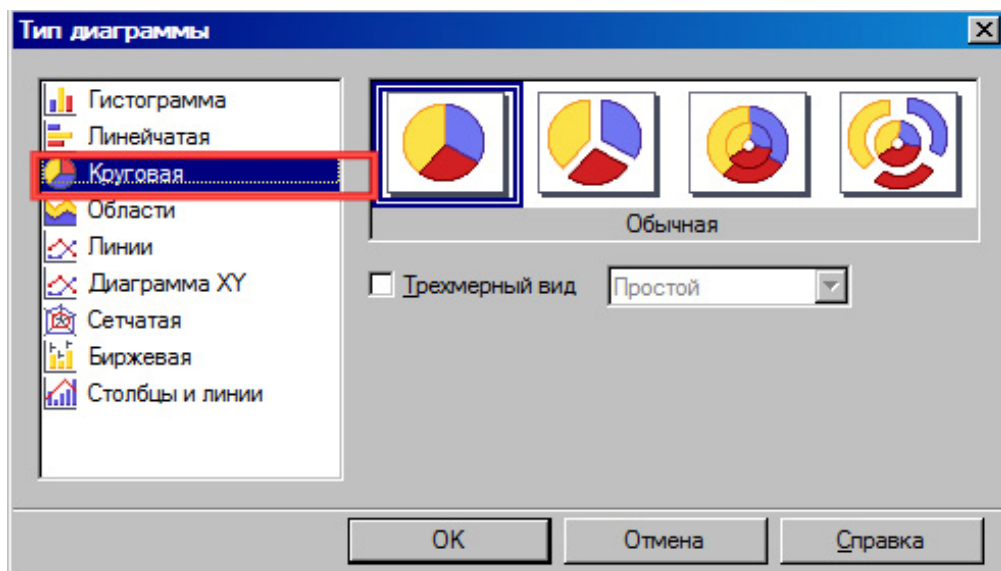 Тип диаграммы
Гистограмма
Линейчатая
Круговая
Области
Линии
Диаграмма XY
Сетчатая
Биржевая
Столбцы и линии
Обычная
Трехмерный вид
Простой
OK
Отмена
Справка